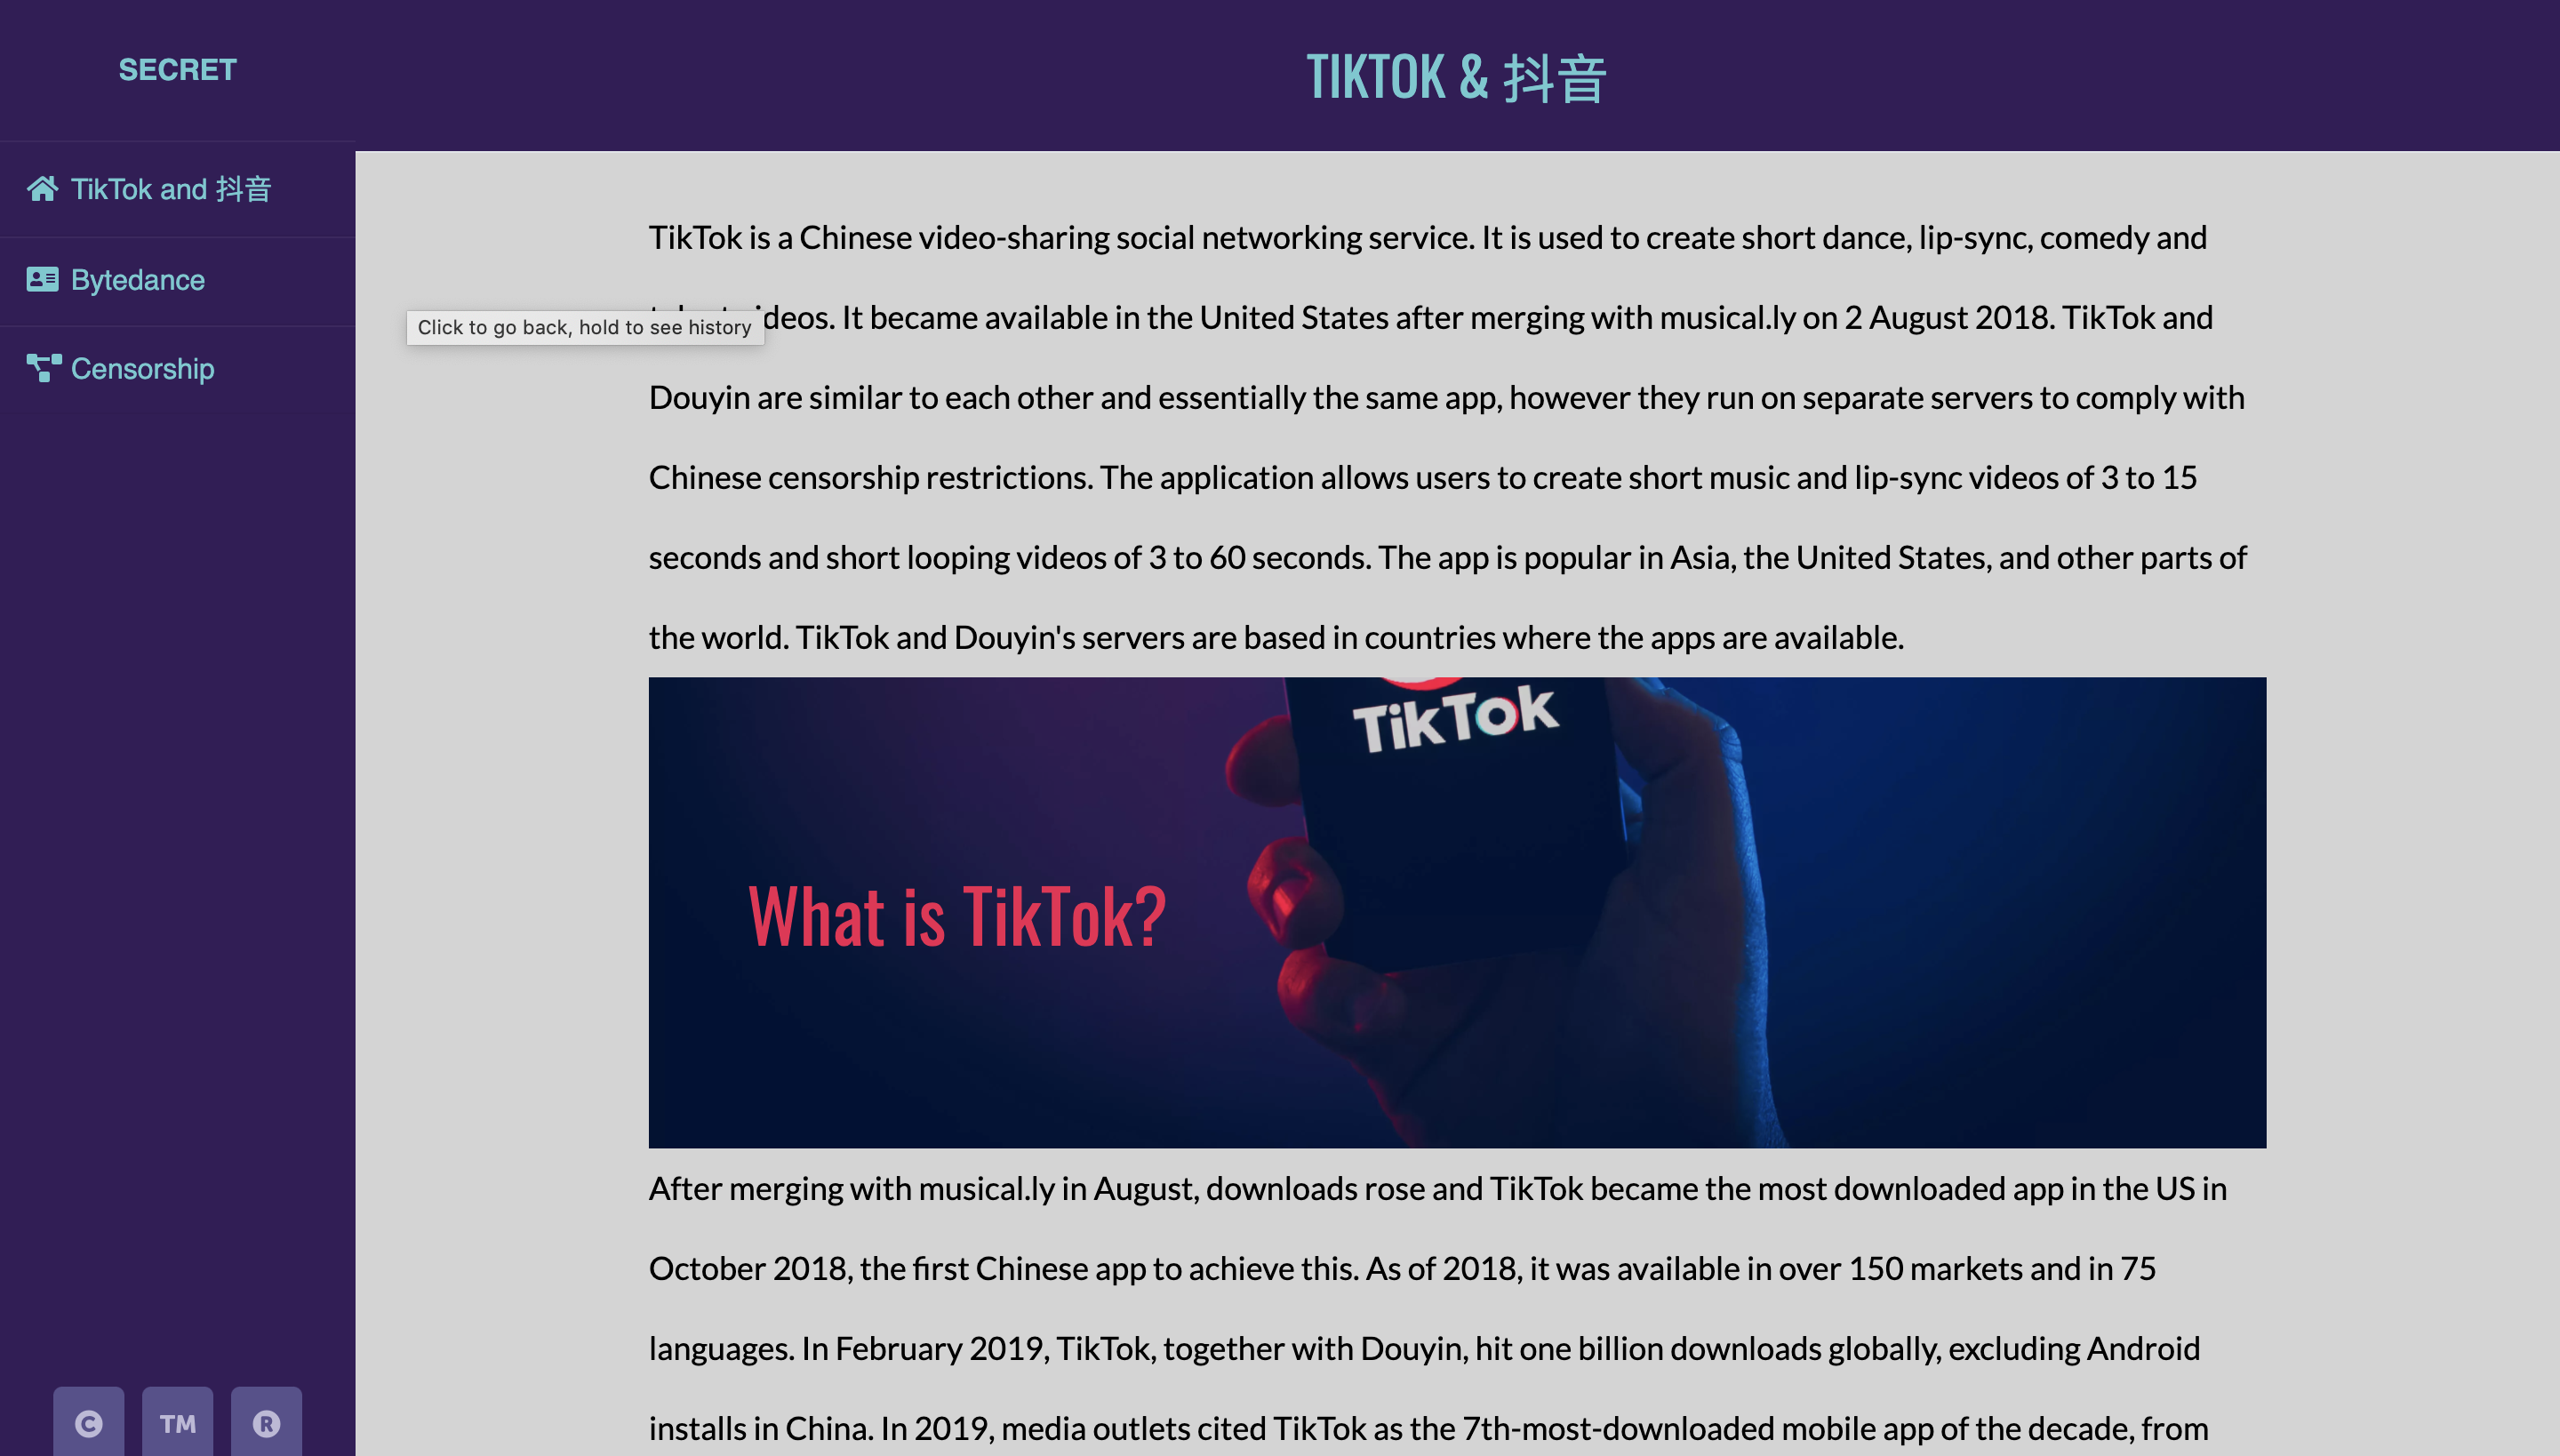 SECRET
TIKTOK & 抖音
TikTok and 抖音
Bytedance
Censorship
TikTok is a Chinese video-sharing social networking service. It is used to create short dance, lip-sync, comedy and
Click to go back, hold to see history
ideos. It became available in the United States after merging with musical.ly on 2 August 2018. TikTok and
Douyin are similar to each other and essentially the same app, however they run on separate servers to comply with
Chinese censorship restrictions. The application allows users to create short music and lip-sync videos of 3 to 15
seconds and short looping videos of 3 to 60 seconds. The app is popular in Asia, the United States, and other parts of
the world. TikTok and Douyin's servers are based in countries where the apps are available.
TikTok
What is TikTok?
After merging with musical.ly in August, downloads rose and TikTok became the most downloaded app in the US in
October 2018, the first Chinese app to achieve this. As of 2018, it was available in over 150 markets and in 75
languages. In February 2019, TikTok, together with Douyin, hit one billion downloads globally, excluding Android
installs in China. In 2019, media outlets cited TikTok as the 7th-most-downloaded mobile app of the decade, from
© TM ®